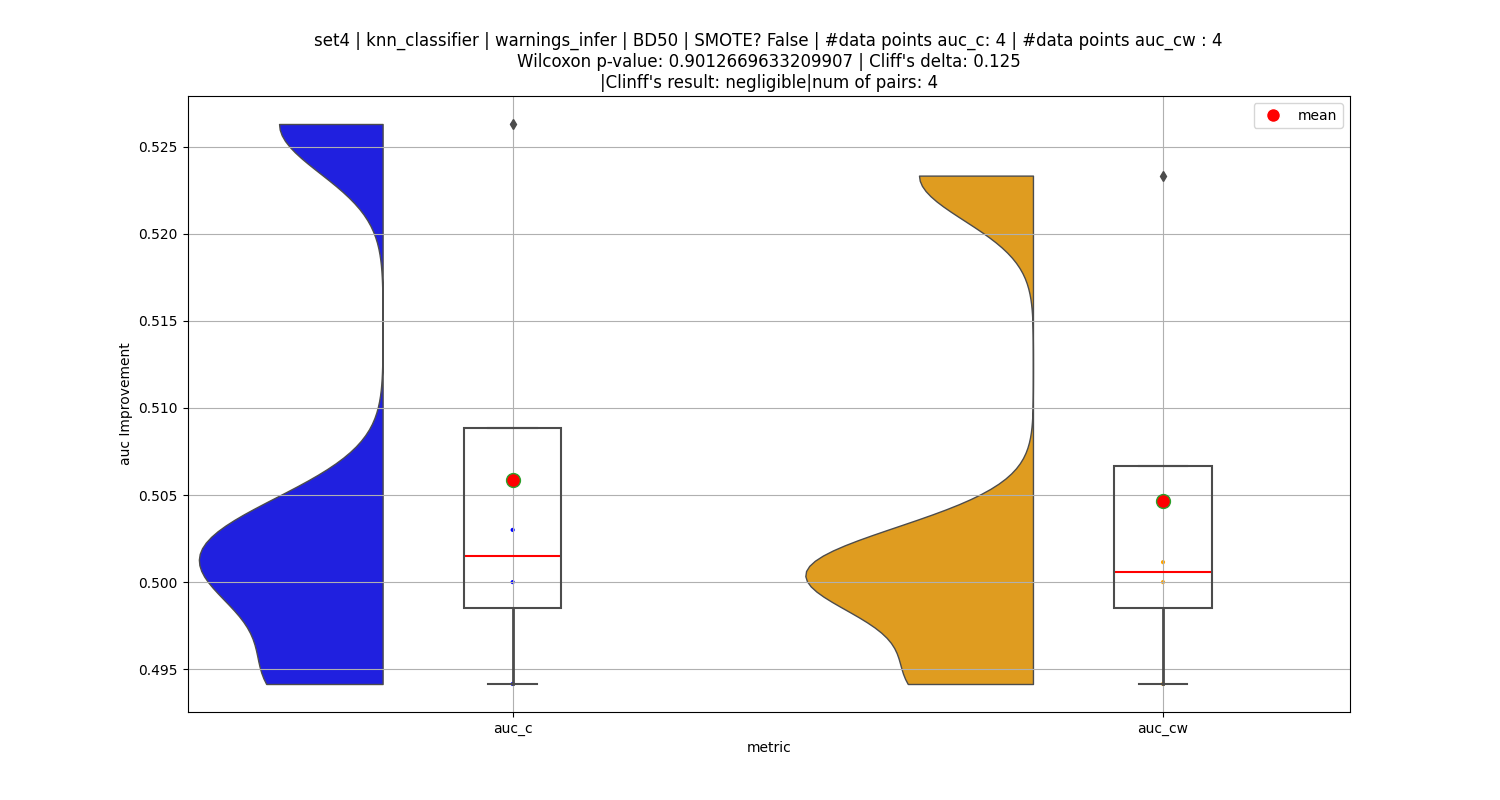 set4 | knn_classifier | warnings_infer | BD50 | SMOTE? False | #data points auc_c: 4 | #data points auc_cw : 4
Wilcoxon p-value: 0.9012669633209907 | Cliff's delta: 0.125
|Clinff's result: negligible|num of pairs: 4
mean
0.525
0.520
0.515
0.510
0.505
0.500
0.495
auc Improvement
auc_c
auc_cw
metric